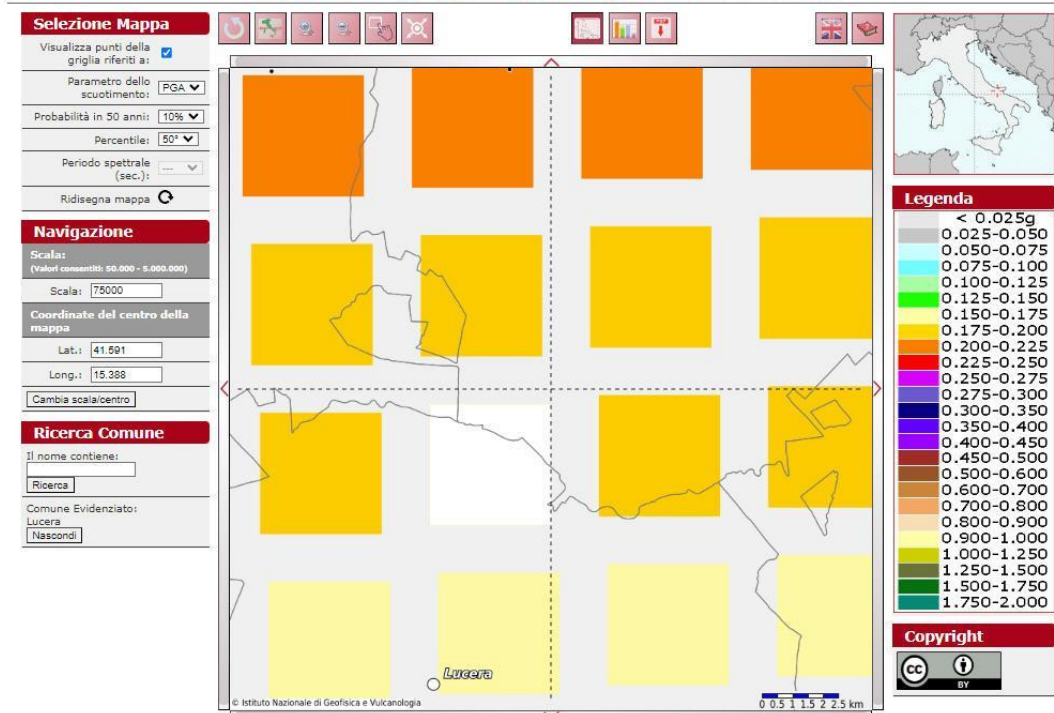 Selezione Mappa
Visualizza punti della
griglia riferiti a:
Parametro dello
scuotimento:
PGA
Probabilità in 50 anni:
10%
Percentile:
50°
Periodo spettrale
(sec.):
---
Ridisegna mappa
Navigazione
Scala:
(Valori consentiti: 50.000 - 5.000.000)
Scala:
75000
Coordinate del centro della
mappa
Lat.:
41.591
Long.:
15.388
Cambia scala/centro
Ricerca Comune
Il nome contiene:
Ricerca
Comune Evidenziato:
Lucera
Nascondi
PDF
Lucera
© Istituto Nazionale di Geofisica e Vulcanologia
0 0.5 1 1.5 2 2.5 km
Legenda
< 0.025g
0.025-0.050
0.050-0.075
0.075-0.100
0.100-0.125
0.125-0.150
0.150-0.175
0.175-0.200
0.200-0.225
0.225-0.250
0.250-0.275
0.275-0.300
0.300-0.350
0.350-0.400
0.400-0.450
0.450-0.500
0.500-0.600
0.600-0.700
0.700-0.800
0.800-0.900
0.900-1.000
1.000-1.250
1.250-1.500
1.500-1.750
1.750-2.000
Copyright
cc
BY